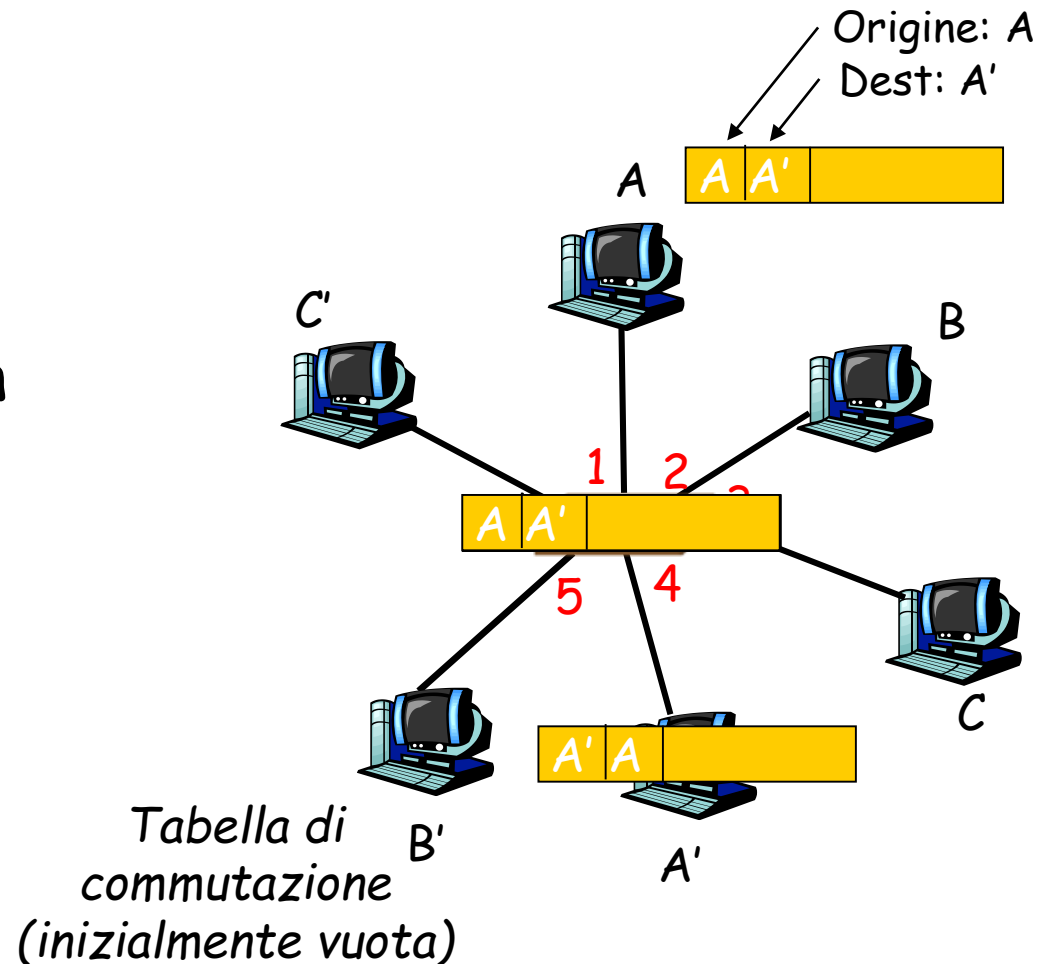 Origine: A
Dest: A'
A A'
A
C'
B
1 2
A A'
5 4
C
A' A
B'
A'
Tabella di
commutazione
(inizialmente vuota)